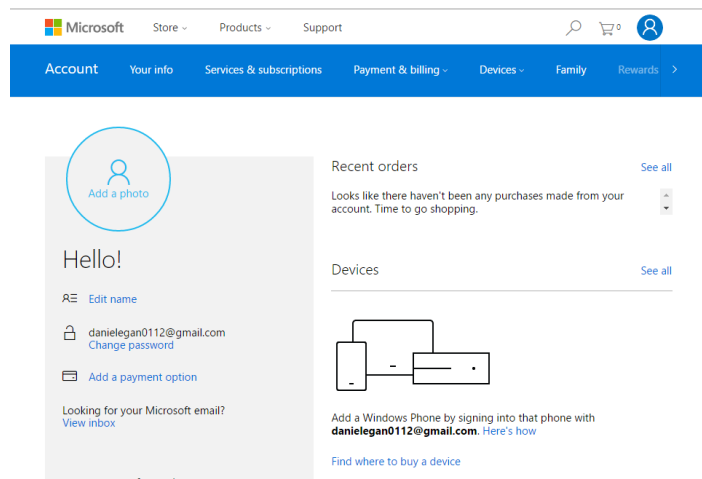 Microsoft Store Products Support 0
Account Your info Services & subscriptions Payment & billing Devices Family Rewards
Add a photo
Hello!
Edit name
danielegan0112@gmail.com
Change password
Add a payment option
Looking for your Microsoft email?
View inbox
Recent orders See all
Looks like there haven't been any purchases made from your
account. Time to go shopping.
Devices See all
Add a Windows Phone by signing into that phone with
danielegan0112@gmail.com. Here's how
Find where to buy a device